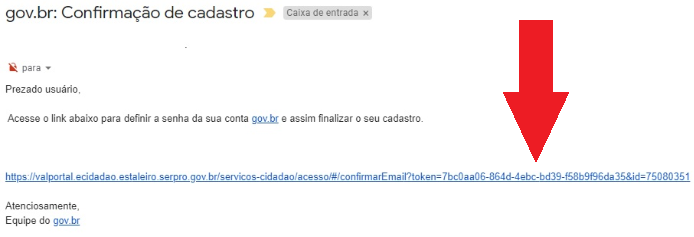 gov.br: Confirmação de cadastro Caixa de entrada x
para
Prezado usuário,
Acesse o link abaixo para definir a senha da sua conta gov.br e assim finalizar o seu cadastro.
https://valportal.ecidadao.estaleiro.serpro.gov.br/servicos-cidadao/acesso/#/confirmarEmail?token=7bc0aa06-864d-4ebc-bd39-f58b9f96da35&id=75080351
Atenciosamente,
Equipe do gov.br